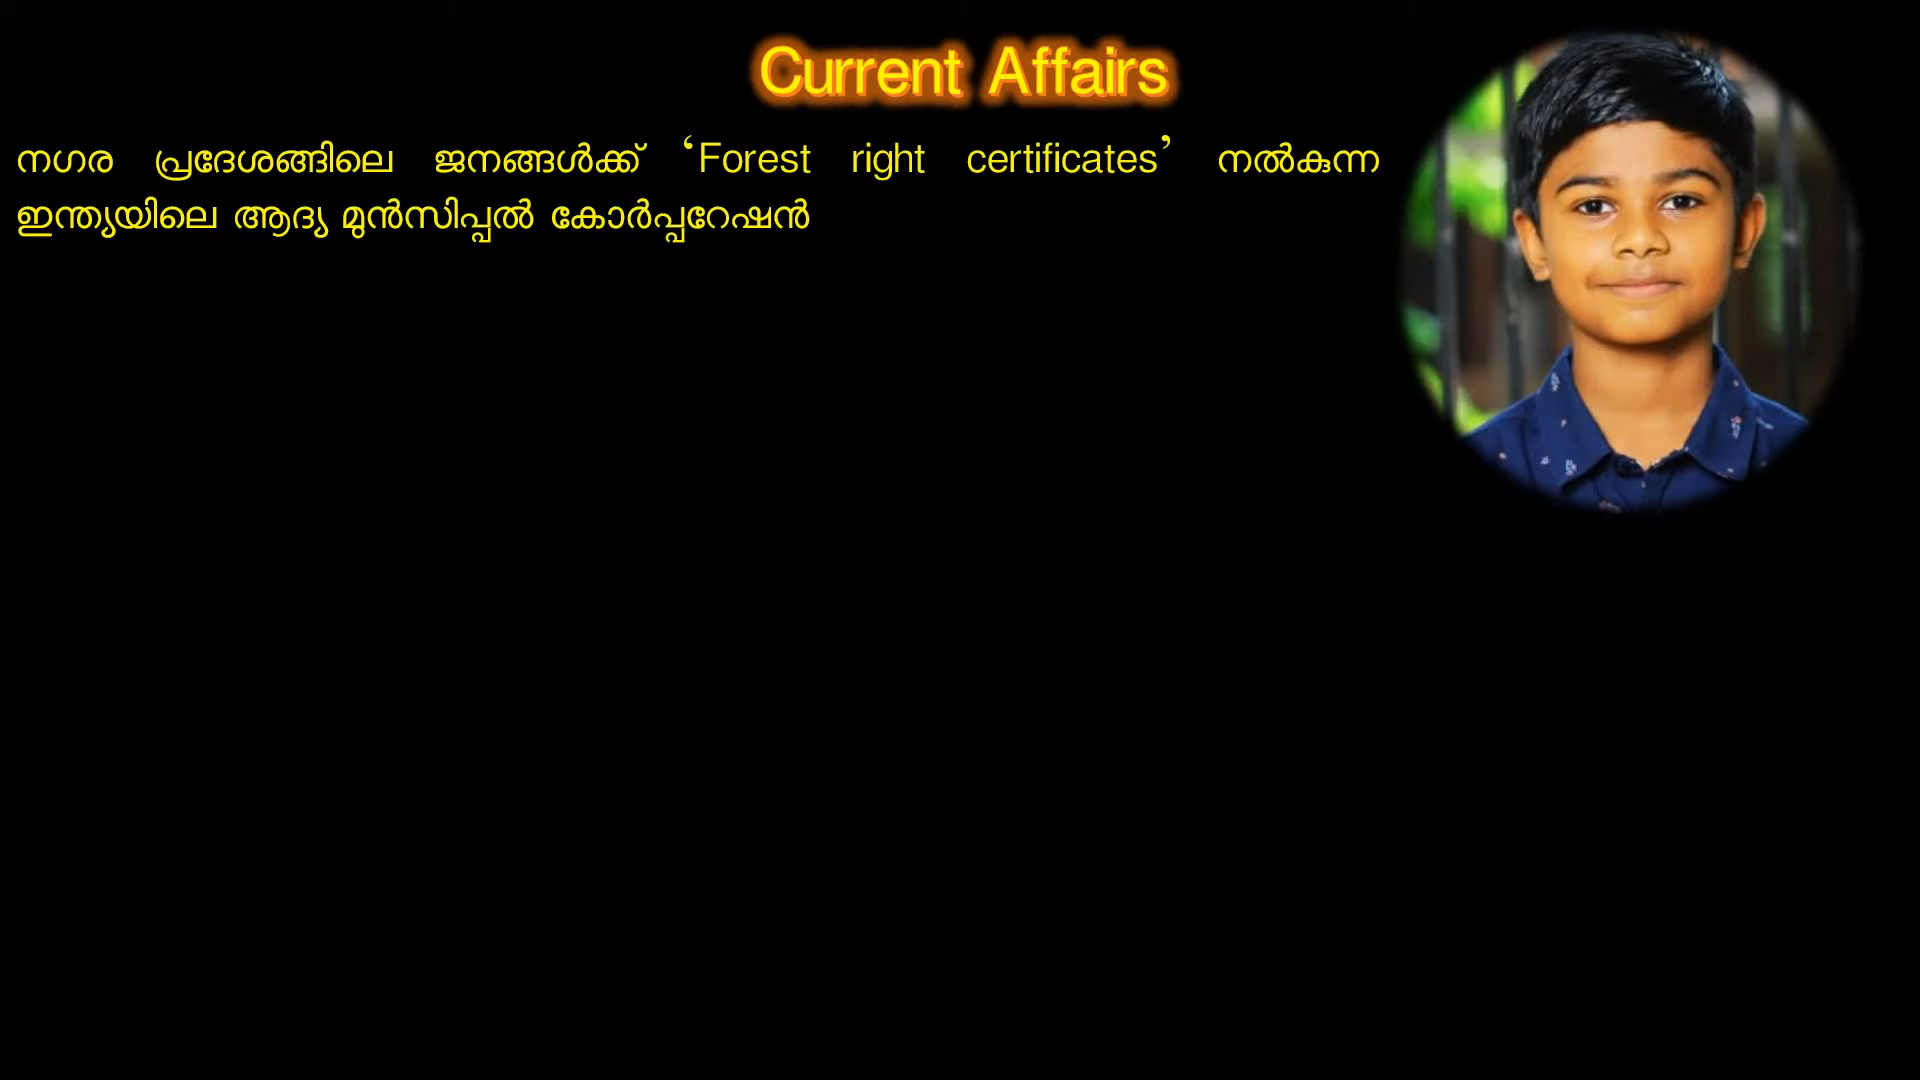 Current Affairs
നഗര പ്രദേശങ്ങിലെ ജനങ്ങൾക്ക് ‘Forest right certificates’ നൽകുന്ന
ഇന്ത്യയിലെ ആദ്യ മുൻസിപ്പൽ കോർപ്പറേഷൻ